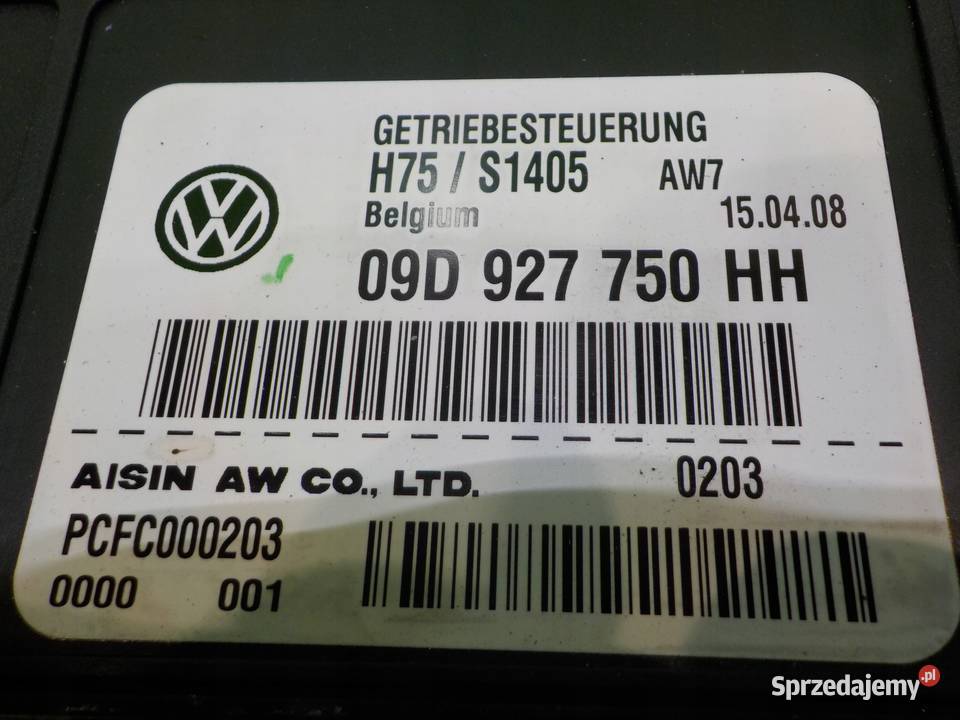 GETRIEBESTEUERUNG
H75 / S1405 AW7
Belgium 15.04.08
09D 927 750 HH
AISIN AW CO., LTD. 0203
PCFC000203
0000 001
Sprzedajemy.pl